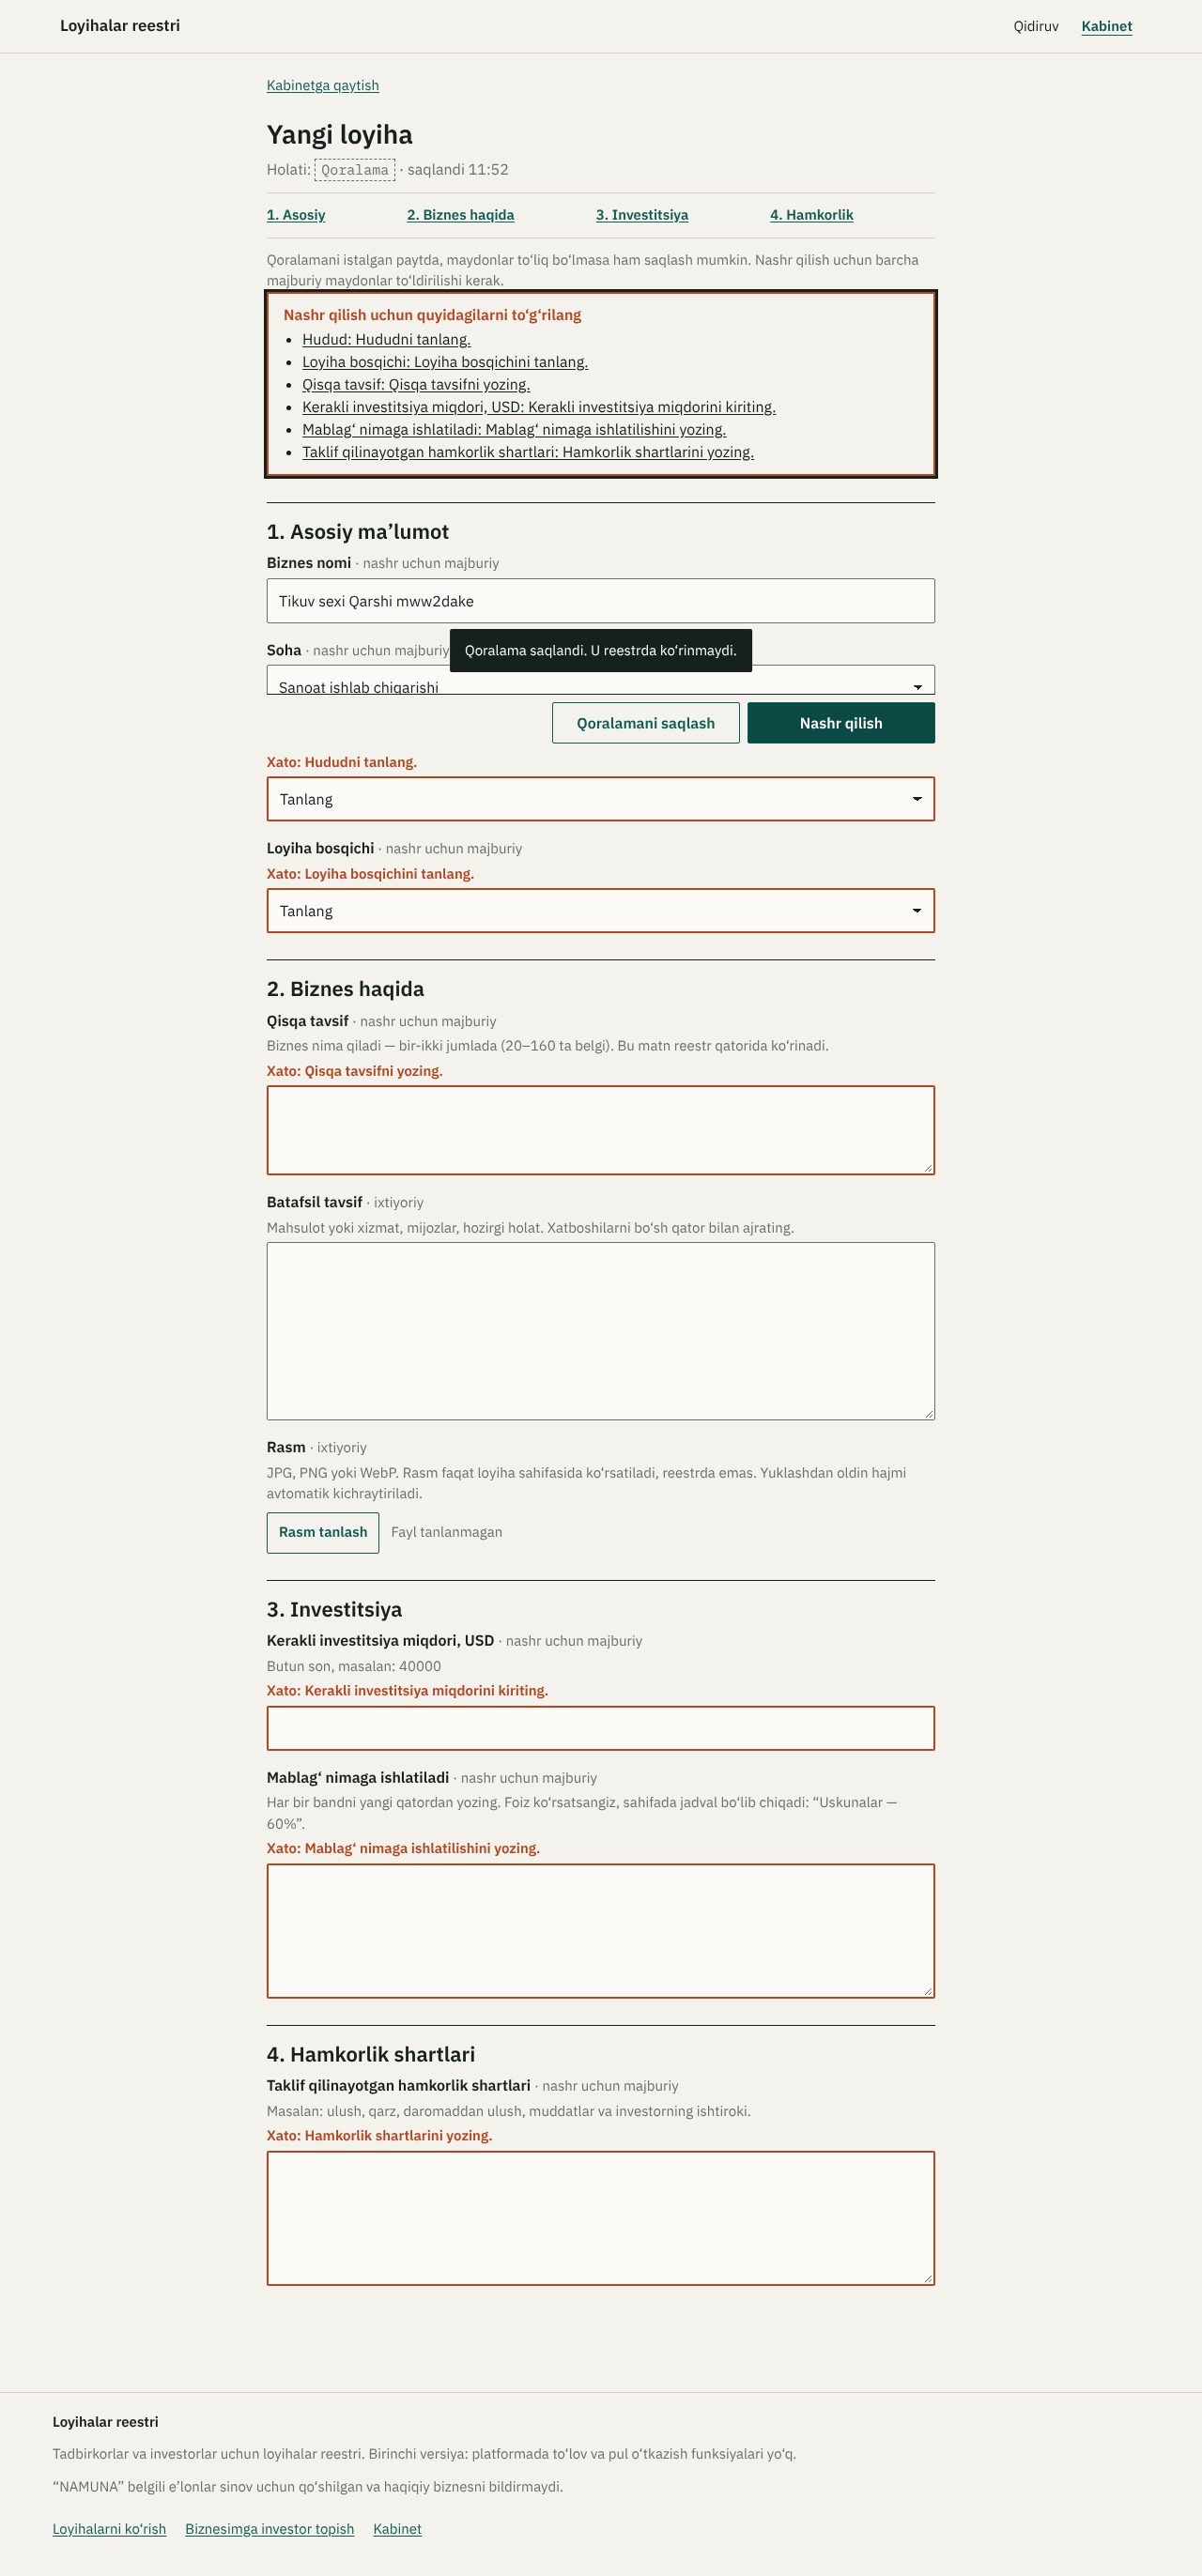 Loyihalar reestri
Qidiruv
Kabinet
Kabinetga qaytish
Yangi loyiha
Holati: Qoralama · saqlandi 11:52
1. Asosiy
2. Biznes haqida
3. Investitsiya
4. Hamkorlik
Qoralamani istalgan paytda, maydonlar to‘liq bo‘lmasa ham saqlash mumkin. Nashr qilish uchun barcha
majburiy maydonlar to‘ldirilishi kerak.
Nashr qilish uchun quyidagilarni to‘g‘rilang
Hudud: Hududni tanlang.
Loyiha bosqichi: Loyiha bosqichini tanlang.
Qisqa tavsif: Qisqa tavsifni yozing.
Kerakli investitsiya miqdori, USD: Kerakli investitsiya miqdorini kiriting.
Mablag‘ nimaga ishlatiladi: Mablag‘ nimaga ishlatilishini yozing.
Taklif qilinayotgan hamkorlik shartlari: Hamkorlik shartlarini yozing.
1. Asosiy ma’lumot
Biznes nomi · nashr uchun majburiy
Tikuv sexi Qarshi mww2dake
Soha · nashr uchun majburiy
Qoralama saqlandi. U reestrda ko‘rinmaydi.
Sanoat ishlab chiqarishi
Qoralamani saqlash
Nashr qilish
Xato: Hududni tanlang.
Tanlang
Loyiha bosqichi · nashr uchun majburiy
Xato: Loyiha bosqichini tanlang.
Tanlang
2. Biznes haqida
Qisqa tavsif · nashr uchun majburiy
Biznes nima qiladi — bir-ikki jumlada (20–160 ta belgi). Bu matn reestr qatorida ko‘rinadi.
Xato: Qisqa tavsifni yozing.
Batafsil tavsif · ixtiyoriy
Mahsulot yoki xizmat, mijozlar, hozirgi holat. Xatboshilarni bo‘sh qator bilan ajrating.
Rasm · ixtiyoriy
JPG, PNG yoki WebP. Rasm faqat loyiha sahifasida ko‘rsatiladi, reestrda emas. Yuklashdan oldin hajmi
avtomatik kichraytiriladi.
Rasm tanlash
Fayl tanlanmagan
3. Investitsiya
Kerakli investitsiya miqdori, USD · nashr uchun majburiy
Butun son, masalan: 40000
Xato: Kerakli investitsiya miqdorini kiriting.
Mablag‘ nimaga ishlatiladi · nashr uchun majburiy
Har bir bandni yangi qatordan yozing. Foiz ko‘rsatsangiz, sahifada jadval bo‘lib chiqadi: “Uskunalar —
60%”.
Xato: Mablag‘ nimaga ishlatilishini yozing.
4. Hamkorlik shartlari
Taklif qilinayotgan hamkorlik shartlari · nashr uchun majburiy
Masalan: ulush, qarz, daromaddan ulush, muddatlar va investorning ishtiroki.
Xato: Hamkorlik shartlarini yozing.
Loyihalar reestri
Tadbirkorlar va investorlar uchun loyihalar reestri. Birinchi versiya: platformada to‘lov va pul o‘tkazish funksiyalari yo‘q.
“NAMUNA” belgili e’lonlar sinov uchun qo‘shilgan va haqiqiy biznesni bildirmaydi.
Loyihalarni ko‘rish
Biznesimga investor topish
Kabinet